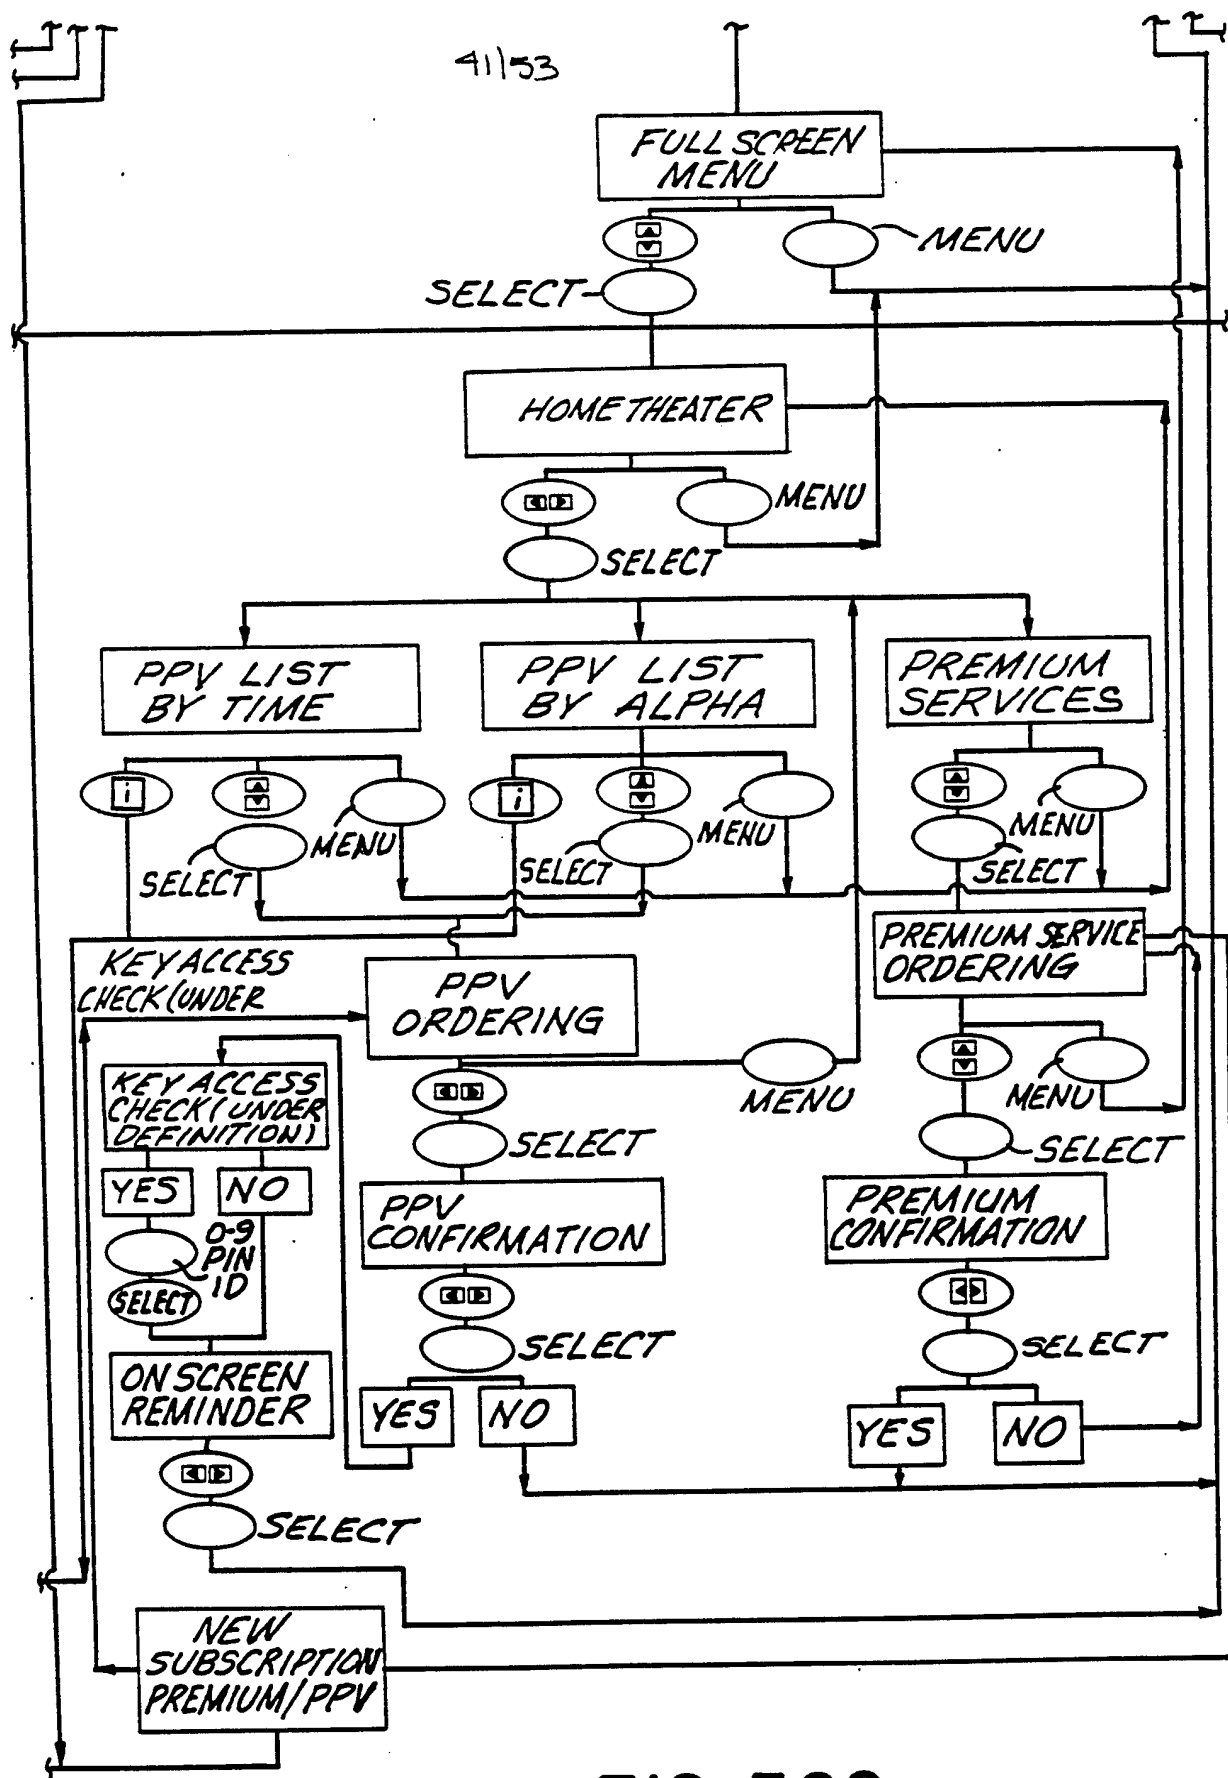 41/53
FULL SCREEN
MENU
MENU
SELECT
HOME THEATER
MENU
SELECT
PPV LIST
BY TIME
PPV LIST
BY ALPHA
PREMIUM
SERVICES
i
MENU
SELECT
i
MENU
SELECT
MENU
SELECT
KEY ACCESS
CHECK (UNDER
PPV
ORDERING
PREMIUM SERVICE
ORDERING
KEY ACCESS
CHECK (UNDER
DEFINITION)
MENU
MENU
SELECT
SELECT
YES
NO
0-9
PIN
ID
SELECT
PPV
CONFIRMATION
PREMIUM
CONFIRMATION
SELECT
SELECT
ON SCREEN
REMINDER
YES
NO
YES
NO
SELECT
NEW
SUBSCRIPTION
PREMIUM/PPV